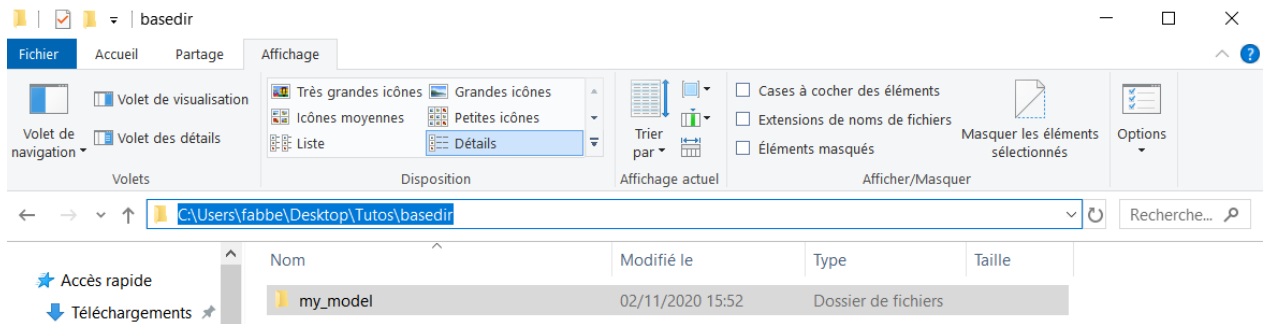 basedir
Fichier Accueil Partage Affichage
Volet de navigation
Volet de visualisation
Volet des détails
Volets
Très grandes icônes Grandes icônes
Icônes moyennes Petites icônes
Liste Détails
Disposition
Trier par
Affichage actuel
Cases à cocher des éléments
Extensions de noms de fichiers
Éléments masqués
Masquer les éléments sélectionnés
Afficher/Masquer
Options
C:\Users\fabbe\Desktop\Tutos\basedir
Recherche...
Accès rapide
Téléchargements
Nom Modifié le Type Taille
my_model 02/11/2020 15:52 Dossier de fichiers